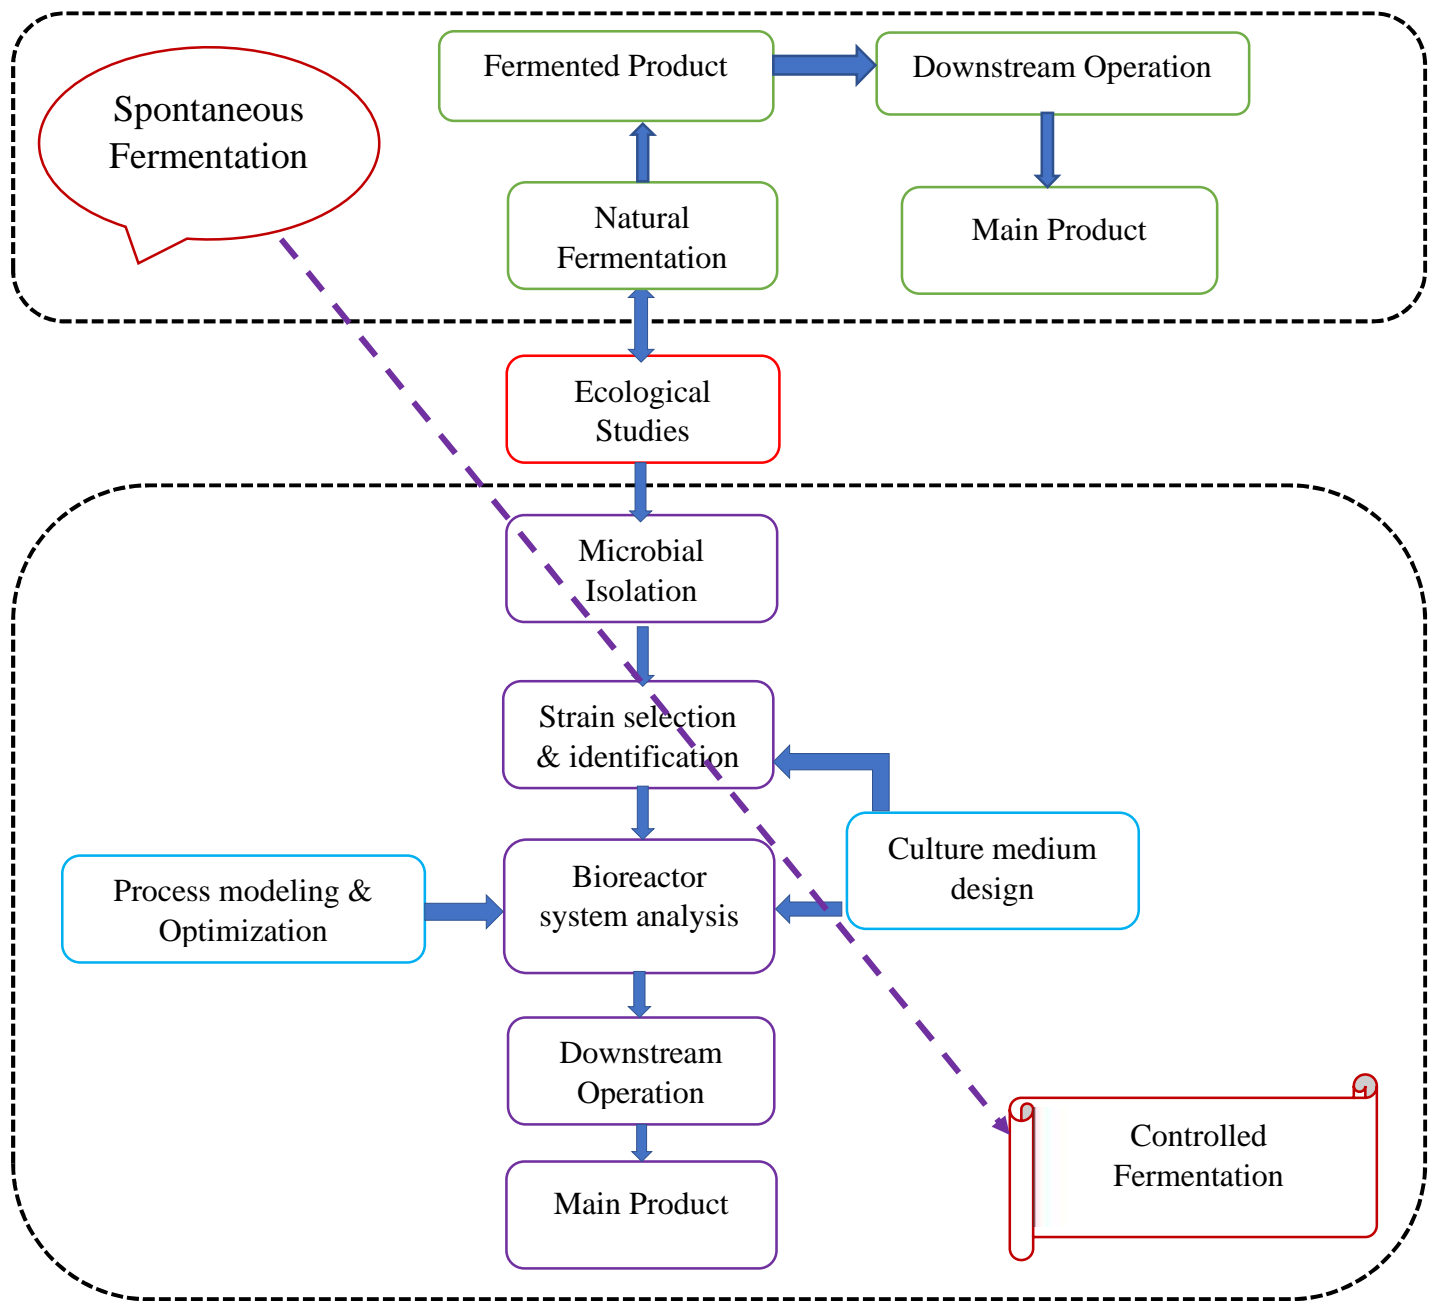 Spontaneous
Fermentation
Fermented Product
Downstream Operation
Natural
Fermentation
Main Product
Ecological
Studies
Microbial
Isolation
Strain selection
& identification
Culture medium
design
Process modeling &
Optimization
Bioreactor
system analysis
Downstream
Operation
Main Product
Controlled
Fermentation